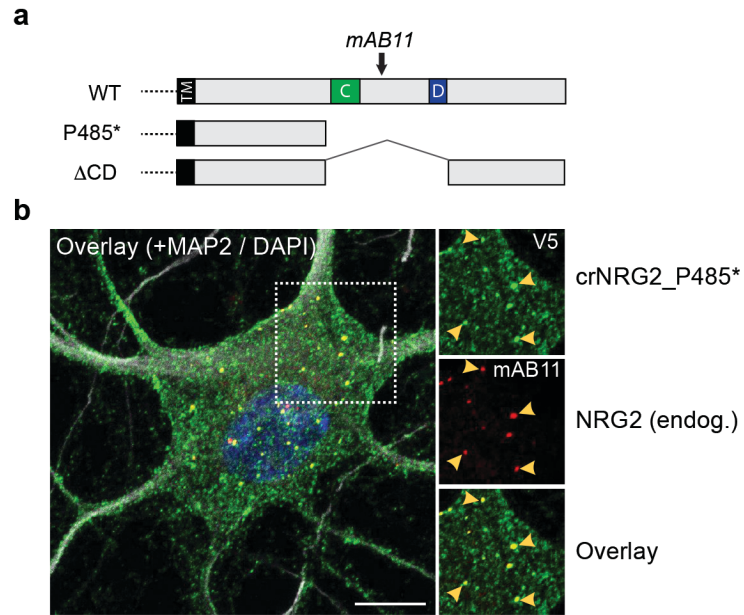 a
mAB11
WT
TM
C
D
P485*
ΔCD
b
Overlay (+MAP2 / DAPI)
V5
crNRG2_P485*
mAB11
NRG2 (endog.)
Overlay